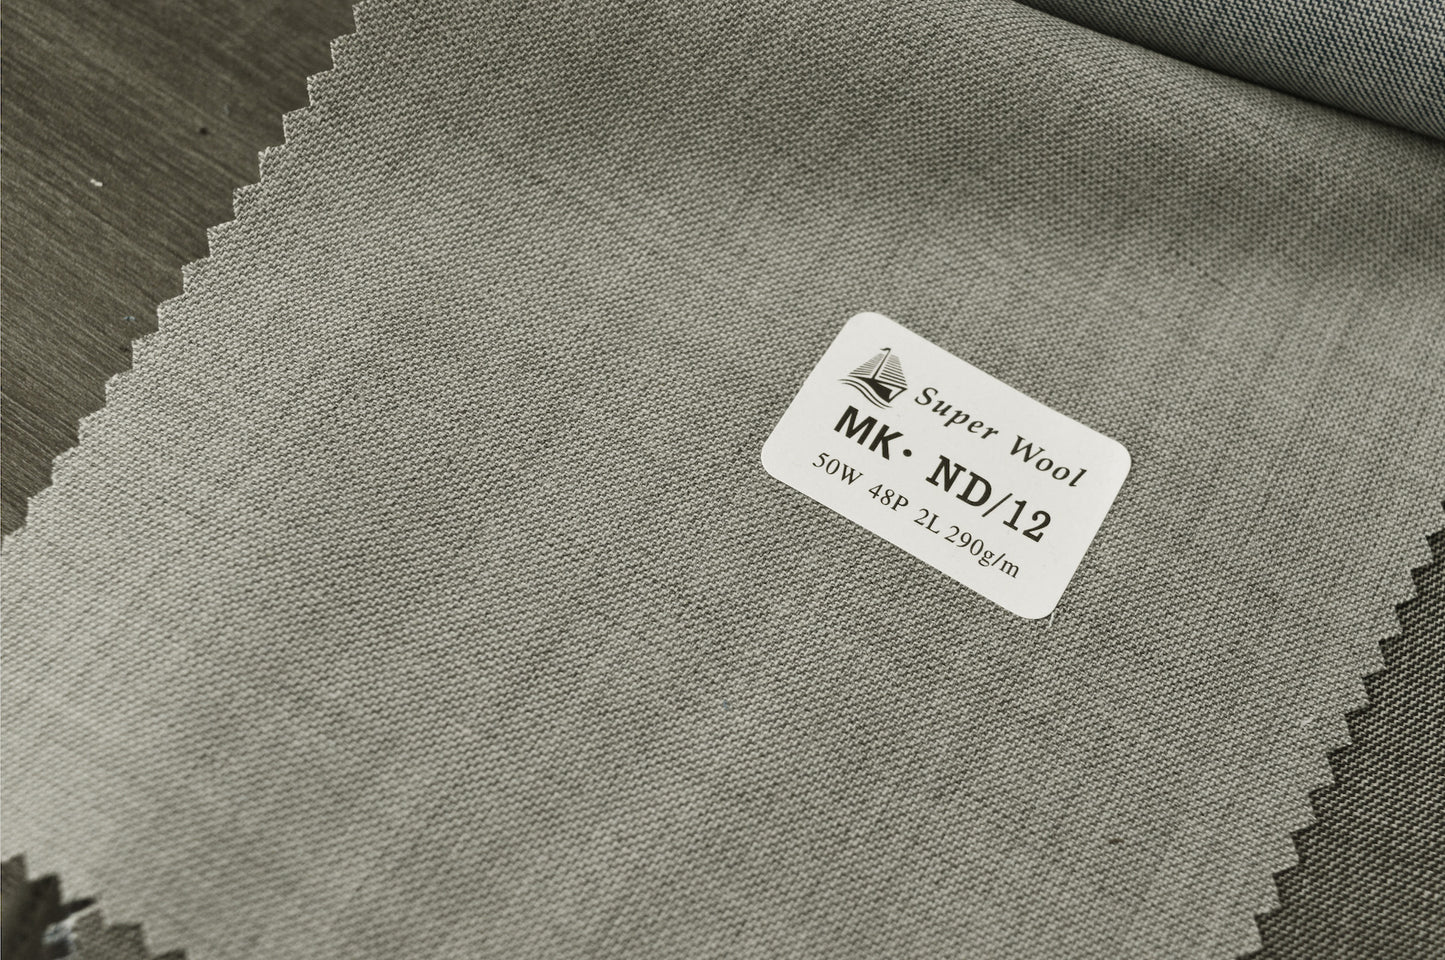 Super Wool
MK· ND/12
50W 48P 2L 290g/m